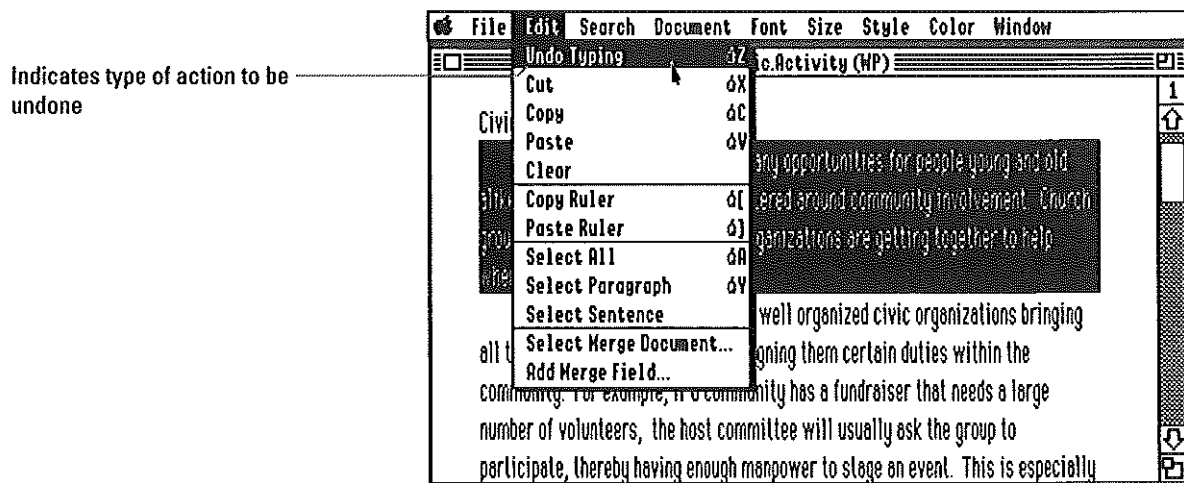 File Edit Search Document Font Size Style Color Window
Indicates type of action to be
undone
Undo Typing Z
c.Activity (WP)
Cut X
1
Copy C
Civi
Paste V
any opportunities for people young and old
Clear
Copy Ruler [
alike
ered around community involvement. Church
Paste Ruler ]
grou
ganizations are getting together to help
Select All A
Select Paragraph Y
Select Sentence
well organized civic organizations bringing
Select Merge Document...
all t
gning them certain duties within the
Add Merge Field...
community. For example, if a community has a fundraiser that needs a large
number of volunteers, the host committee will usually ask the group to
participate, thereby having enough manpower to stage an event. This is especially